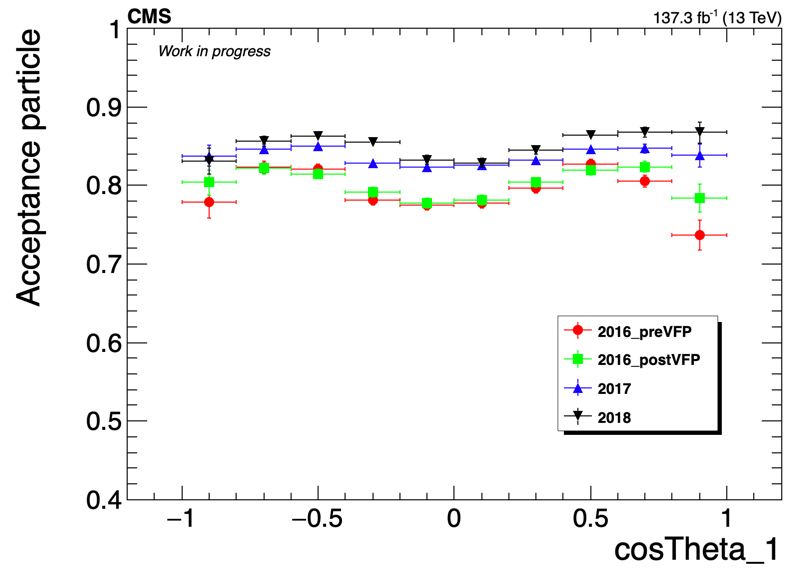 CMS
137.3 fb⁻¹ (13 TeV)
Work in progress
Acceptance particle
1
0.9
0.8
0.7
0.6
0.5
0.4
2016_preVFP
2016_postVFP
2017
2018
−1
−0.5
0
0.5
1
cosTheta_1